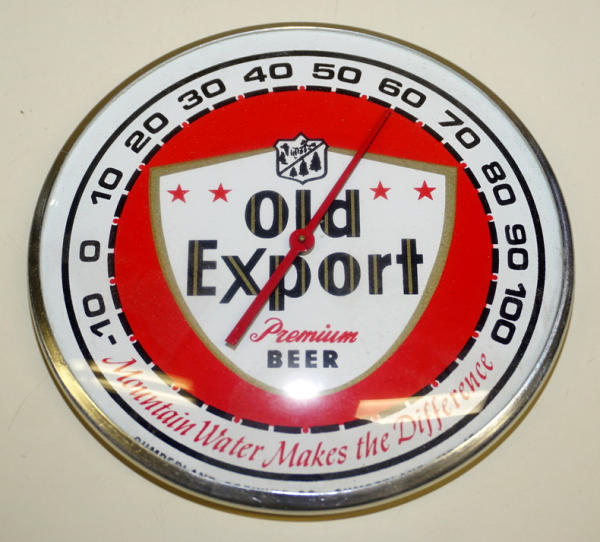 -10 0 10 20 30 40 50 60 70 80 90 100
Old
Export
Premium
BEER
Mountain Water Makes the Difference
CUMBERLAND